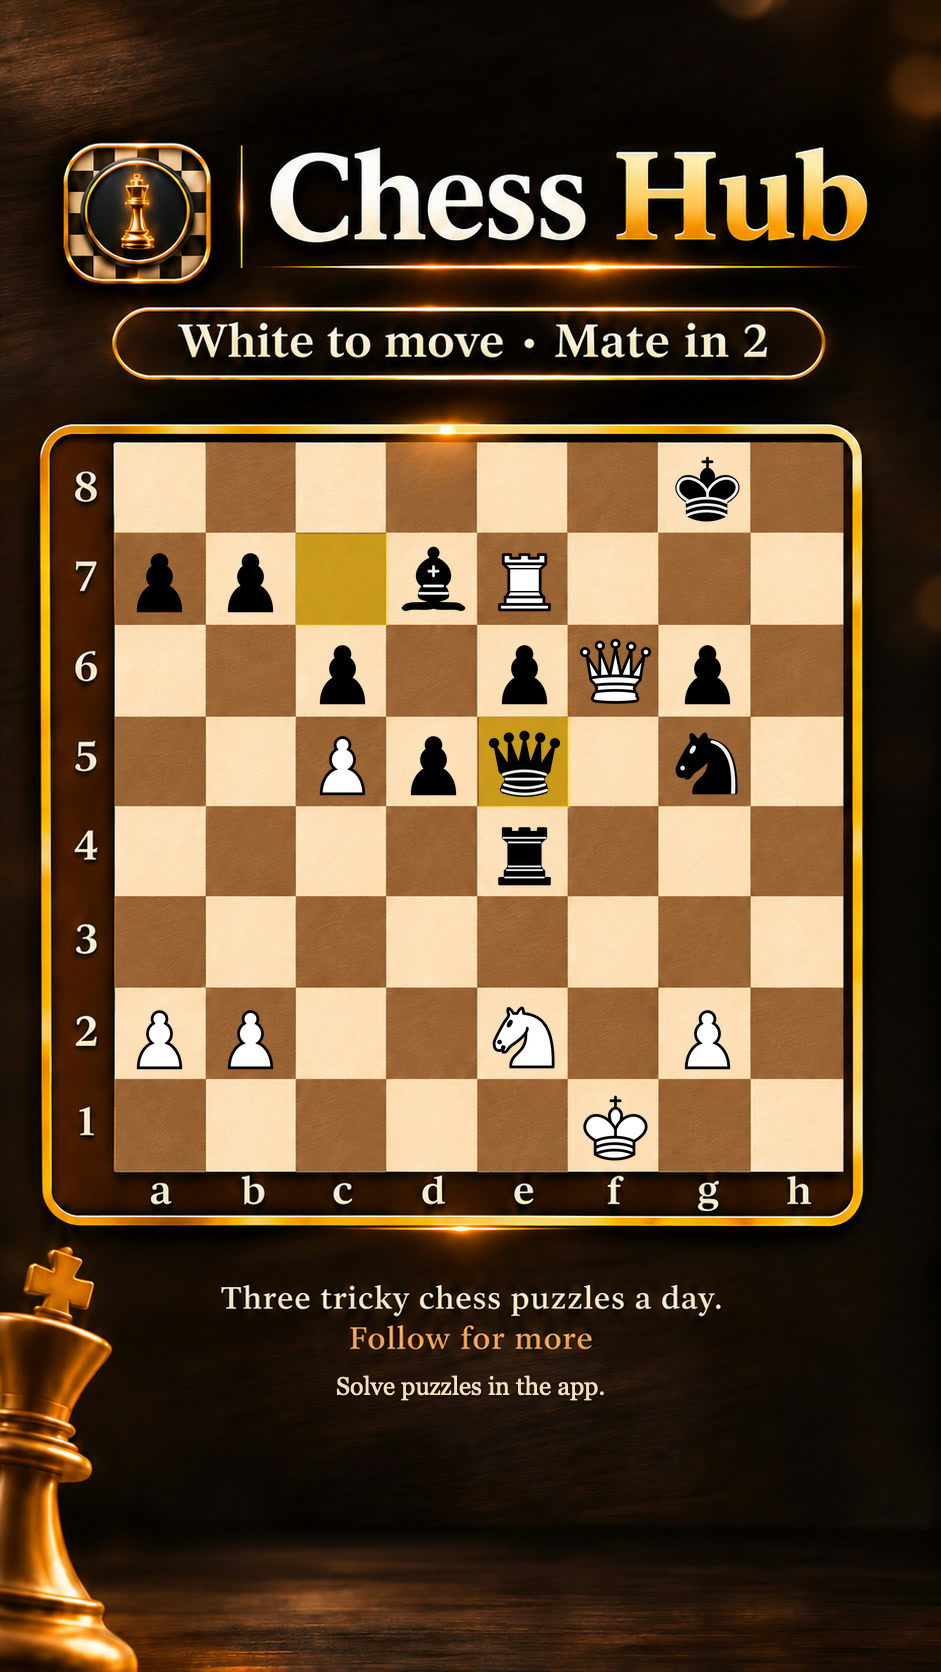 Chess Hub
White to move • Mate in 2
8
7
6
5
4
3
2
1
a b c d e f g h
Three tricky chess puzzles a day.
Follow for more
Solve puzzles in the app.